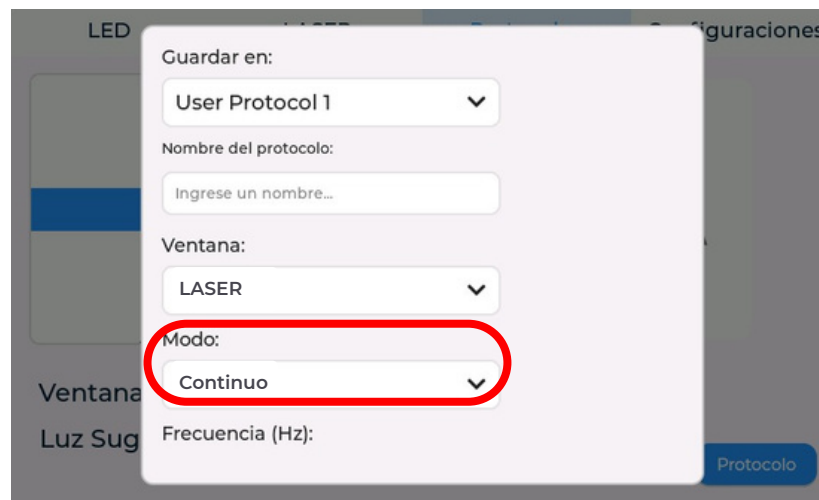 LED
Guardar en:
User Protocol 1
Nombre del protocolo:
Ingrese un nombre...
Ventana:
LASER
Modo:
Continuo
Frecuencia (Hz):
Ventana
Luz Sug
Protocolo